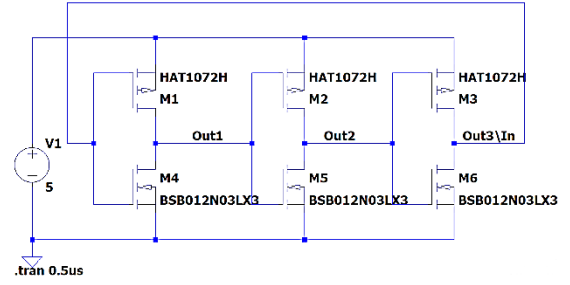 HAT1072H HAT1072H HAT1072H
M1 M2 M3
V1 Out1 Out2 Out3\In
M4 M5 M6
5 BSB012N03LX3 BSB012N03LX3 BSB012N03LX3
.tran 0.5us